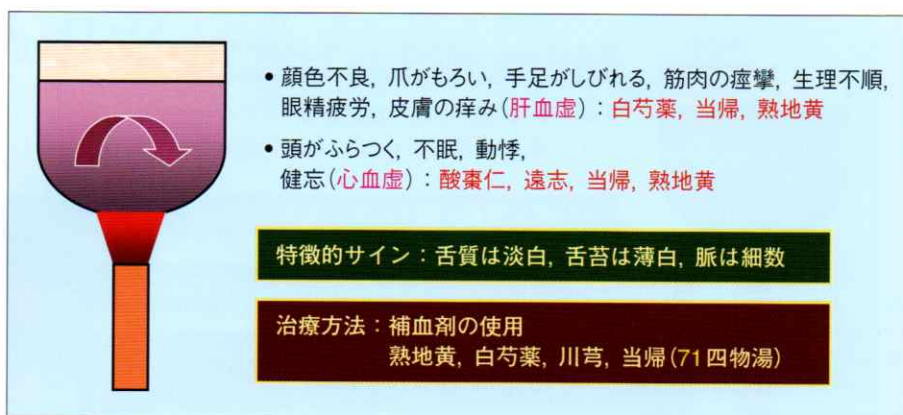 • 顔色不良，爪がもろい，手足がしびれる，筋肉の痙攣，生理不順，
眼精疲労，皮膚の痒み(肝血虚)：白芍薬，当帰，熟地黄
• 頭がふらつく，不眠，動悸，
健忘(心血虚)：酸棗仁，遠志，当帰，熟地黄
特徴的サイン：舌質は淡白，舌苔は薄白，脈は細数
治療方法：補血剤の使用
熟地黄，白芍薬，川芎，当帰(71四物湯)